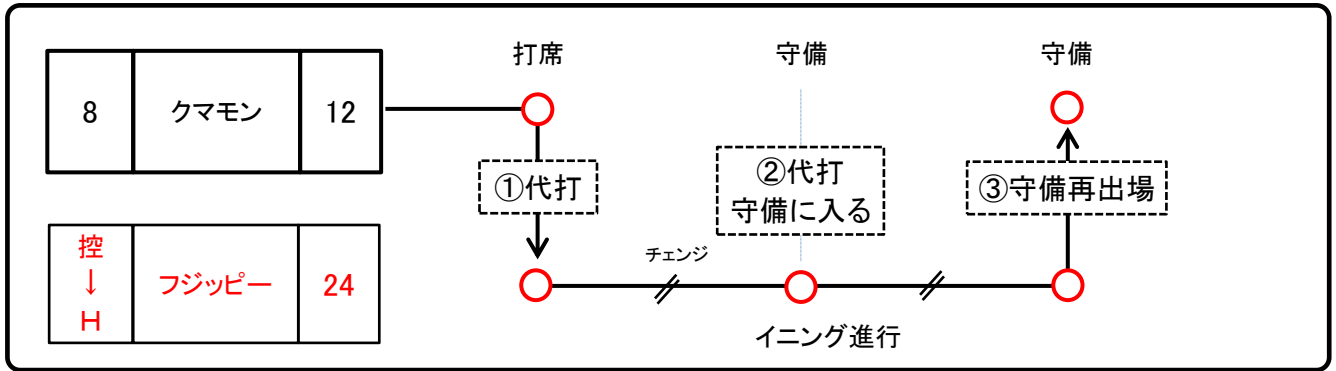 打席 守備 守備
8 クマモン 12
①代打
②代打
守備に入る
③守備再出場
控
↓
H
フジッピー 24
チェンジ
イニング進行